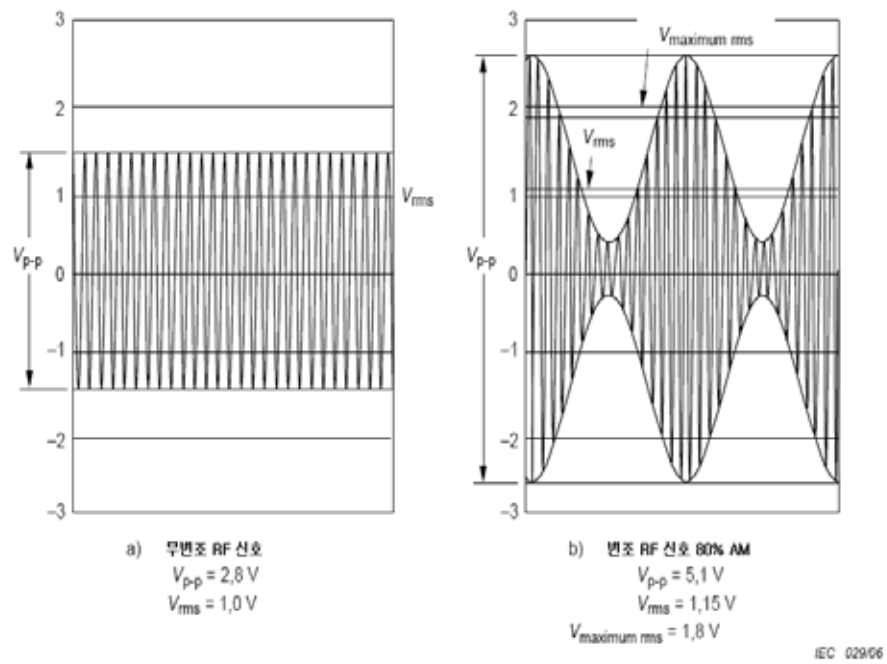 3
2
1
0
–1
–2
–3
Vp-p
Vrms
3
2
1
0
–1
–2
–3
Vp-p
Vmaximum rms
Vrms
a) 무변조 RF 신호
Vp-p = 2,8 V
Vrms = 1,0 V
b) 변조 RF 신호 80% AM
Vp-p = 5,1 V
Vrms = 1,15 V
Vmaximum rms = 1,8 V
IEC 029/06